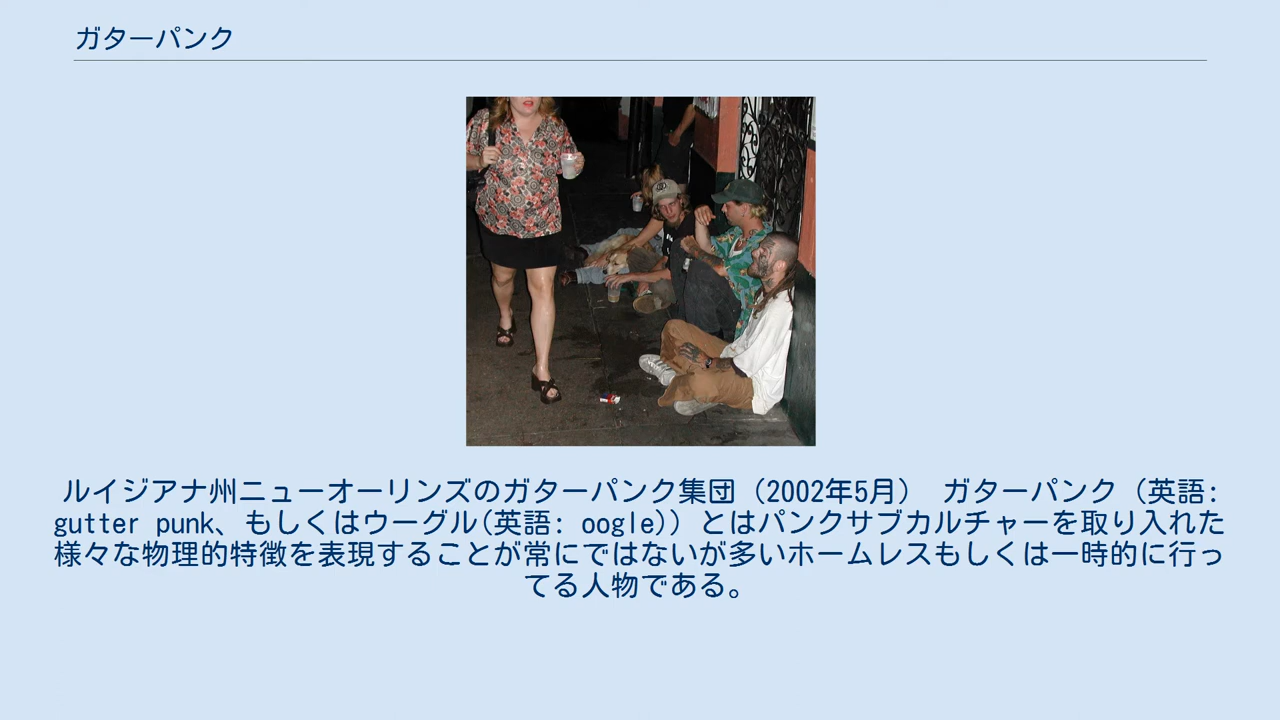 ガターパンク
ルイジアナ州ニューオーリンズのガターパンク集団（2002年5月） ガターパンク（英語:
gutter punk、もしくはウーグル(英語: oogle)）とはパンクサブカルチャーを取り入れた
様々な物理的特徴を表現することが常にではないが多いホームレスもしくは一時的に行っ
てる人物である。